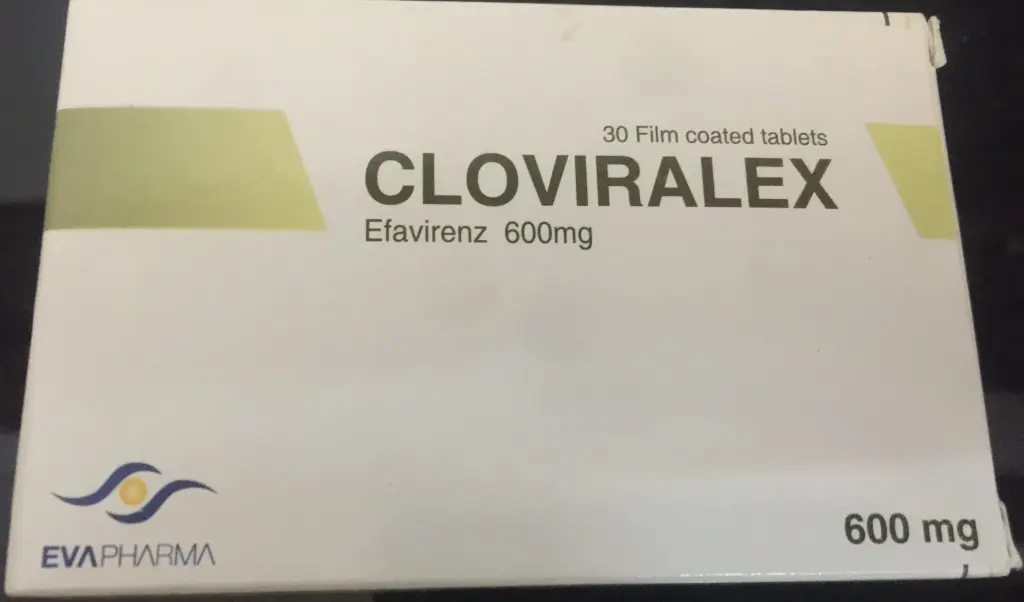 30 Film coated tablets
CLOVIRALEX
Efavirenz 600mg
EVAPHARMA
600 mg